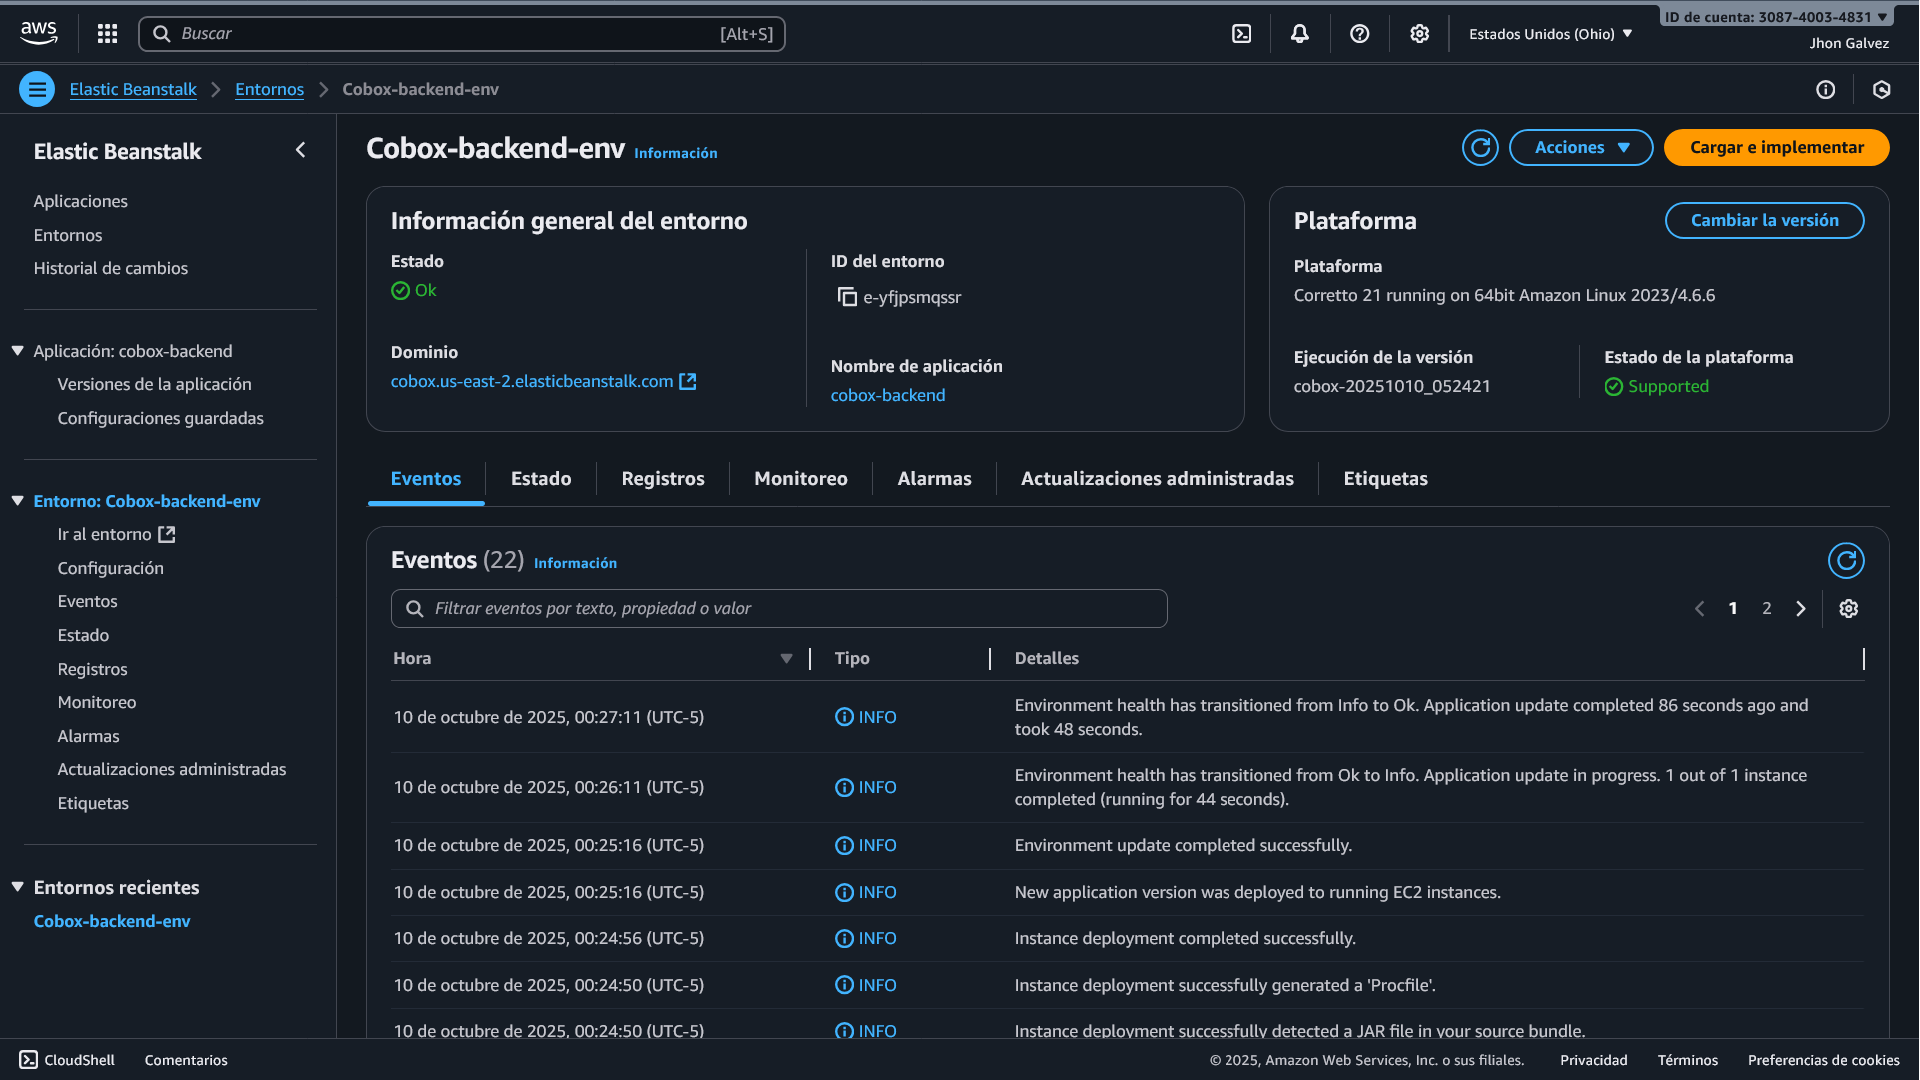 aws
Buscar
[Alt+S]
Estados Unidos (Ohio)
ID de cuenta: 3087-4003-4831
Jhon Galvez
Elastic Beanstalk
Entornos
Cobox-backend-env
Elastic Beanstalk
Aplicaciones
Entornos
Historial de cambios
Aplicación: cobox-backend
Versiones de la aplicación
Configuraciones guardadas
Entorno: Cobox-backend-env
Ir al entorno
Configuración
Eventos
Estado
Registros
Monitoreo
Alarmas
Actualizaciones administradas
Etiquetas
Entornos recientes
Cobox-backend-env
Cobox-backend-env Información
Acciones
Cargar e implementar
Información general del entorno
Estado
Ok
Dominio
cobox.us-east-2.elasticbeanstalk.com
ID del entorno
e-yfjpsmqssr
Nombre de aplicación
cobox-backend
Plataforma
Cambiar la versión
Plataforma
Corretto 21 running on 64bit Amazon Linux 2023/4.6.6
Ejecución de la versión
cobox-20251010_052421
Estado de la plataforma
Supported
Eventos
Estado
Registros
Monitoreo
Alarmas
Actualizaciones administradas
Etiquetas
Eventos (22) Información
Filtrar eventos por texto, propiedad o valor
1
2
Hora
Tipo
Detalles
10 de octubre de 2025, 00:27:11 (UTC-5)
INFO
Environment health has transitioned from Info to Ok. Application update completed 86 seconds ago and
took 48 seconds.
10 de octubre de 2025, 00:26:11 (UTC-5)
INFO
Environment health has transitioned from Ok to Info. Application update in progress. 1 out of 1 instance
completed (running for 44 seconds).
10 de octubre de 2025, 00:25:16 (UTC-5)
INFO
Environment update completed successfully.
10 de octubre de 2025, 00:25:16 (UTC-5)
INFO
New application version was deployed to running EC2 instances.
10 de octubre de 2025, 00:24:56 (UTC-5)
INFO
Instance deployment completed successfully.
10 de octubre de 2025, 00:24:50 (UTC-5)
INFO
Instance deployment successfully generated a 'Procfile'.
10 de octubre de 2025, 00:24:50 (UTC-5)
INFO
Instance deployment successfully detected a JAR file in your source bundle.
CloudShell
Comentarios
© 2025, Amazon Web Services, Inc. o sus filiales.
Privacidad
Términos
Preferencias de cookies